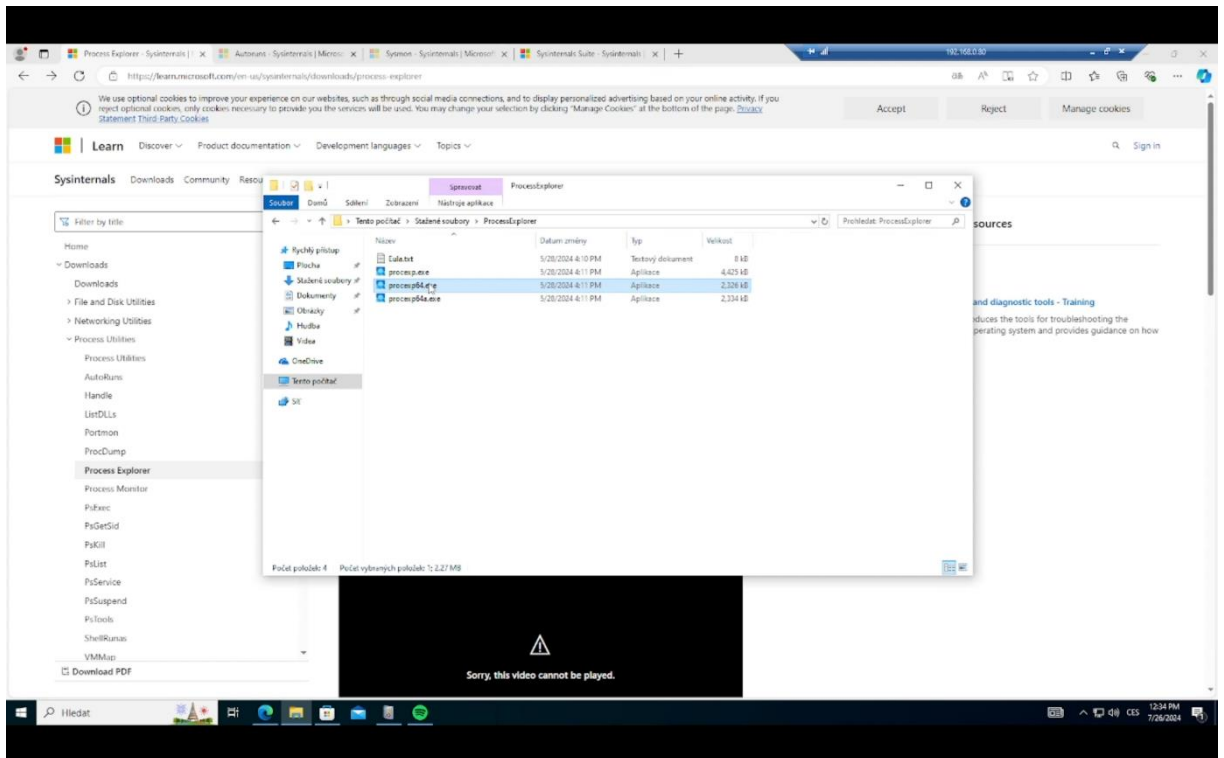 Process Explorer - Sysinternals |
Autoruns - Sysinternals | Micros
Sysmon - Sysinternals | Microsoft
Sysinternals Suite - Sysinternals |
192.168.0.80
https://learn.microsoft.com/en-us/sysinternals/downloads/process-explorer
We use optional cookies to improve your experience on our websites, such as through social media connections, and to display personalized advertising based on your online activity. If you
reject optional cookies, only cookies necessary to provide you the services will be used. You may change your selection by clicking "Manage Cookies" at the bottom of the page. Privacy
Statement Third-Party Cookies
Accept
Reject
Manage cookies
Learn
Discover
Product documentation
Development languages
Topics
Sign in
Sysinternals
Downloads
Community
Resou
Filter by title
Home
Downloads
Downloads
File and Disk Utilities
Networking Utilities
Process Utilities
Process Utilities
AutoRuns
Handle
ListDLLs
Portmon
ProcDump
Process Explorer
Process Monitor
PsExec
PsGetSid
PsKill
PsList
PsService
PsSuspend
PsTools
ShellRunas
VMMap
Download PDF
Spravovat
ProcessExplorer
Soubor
Domů
Sdílení
Zobrazení
Nástroje aplikace
Tento počítač > Stažené soubory > ProcessExplorer
Prohledat: ProcessExplorer
Rychlý přístup
Plocha
Stažené soubory
Dokumenty
Obrázky
Hudba
Videa
OneDrive
Tento počítač
Síť
Název
Datum změny
Typ
Velikost
Eula.txt
5/28/2024 4:10 PM
Textový dokument
8 kB
procexp.exe
5/28/2024 4:11 PM
Aplikace
4,425 kB
procexp64.exe
5/28/2024 4:11 PM
Aplikace
2,326 kB
procexp64a.exe
5/28/2024 4:11 PM
Aplikace
2,334 kB
Počet položek: 4
Počet vybraných položek: 1; 2.27 MB
sources
and diagnostic tools - Training
duces the tools for troubleshooting the
perating system and provides guidance on how
Sorry, this video cannot be played.
Hledat
CES
12:34 PM
7/26/2024